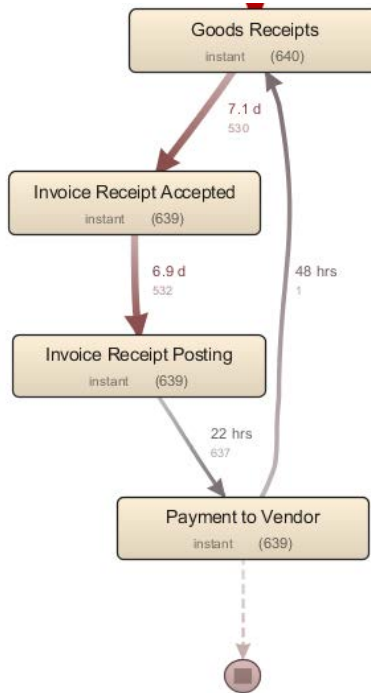 Goods Receipts
instant (640)
7.1 d
530
Invoice Receipt Accepted
instant (639)
6.9 d
532
48 hrs
1
Invoice Receipt Posting
instant (639)
22 hrs
637
Payment to Vendor
instant (639)